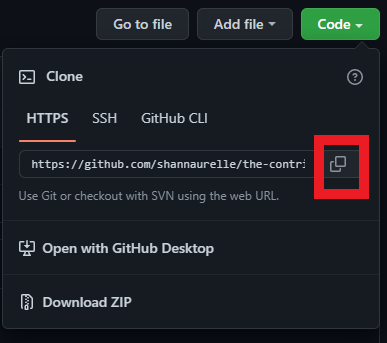 Go to file Add file Code
Clone
HTTPS SSH GitHub CLI
https://github.com/shannaurelle/the-contri
Use Git or checkout with SVN using the web URL.
Open with GitHub Desktop
Download ZIP